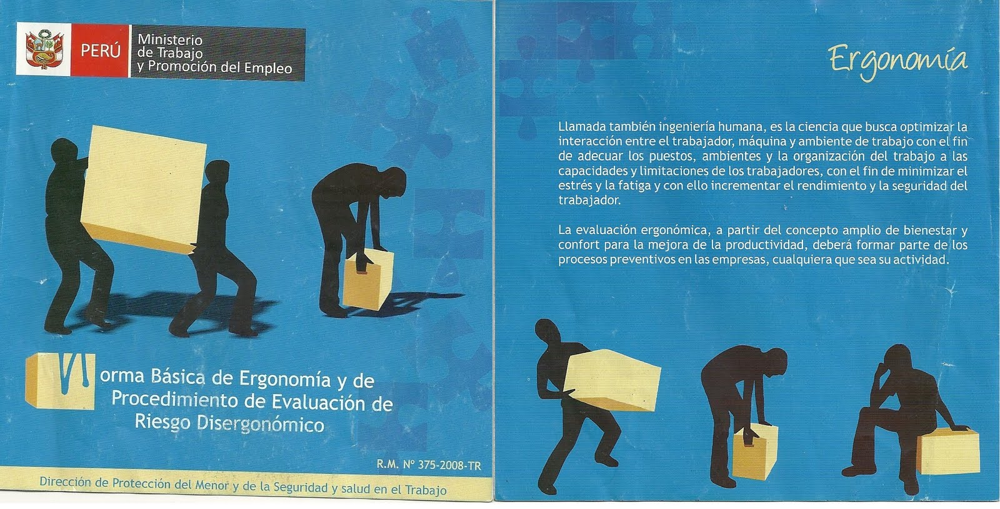 PERÚ
Ministerio
de Trabajo
y Promoción del Empleo
Norma Básica de Ergonomía y de
Procedimiento de Evaluación de
Riesgo Disergonómico
R.M. Nº 375-2008-TR
Dirección de Protección del Menor y de la Seguridad y salud en el Trabajo
Ergonomía
Llamada también ingeniería humana, es la ciencia que busca optimizar la
interacción entre el trabajador, máquina y ambiente de trabajo con el fin
de adecuar los puestos, ambientes y la organización del trabajo a las
capacidades y limitaciones de los trabajadores, con el fin de minimizar el
estrés y la fatiga y con ello incrementar el rendimiento y la seguridad del
trabajador.
La evaluación ergonómica, a partir del concepto amplio de bienestar y
confort para la mejora de la productividad, deberá formar parte de los
procesos preventivos en las empresas, cualquiera que sea su actividad.